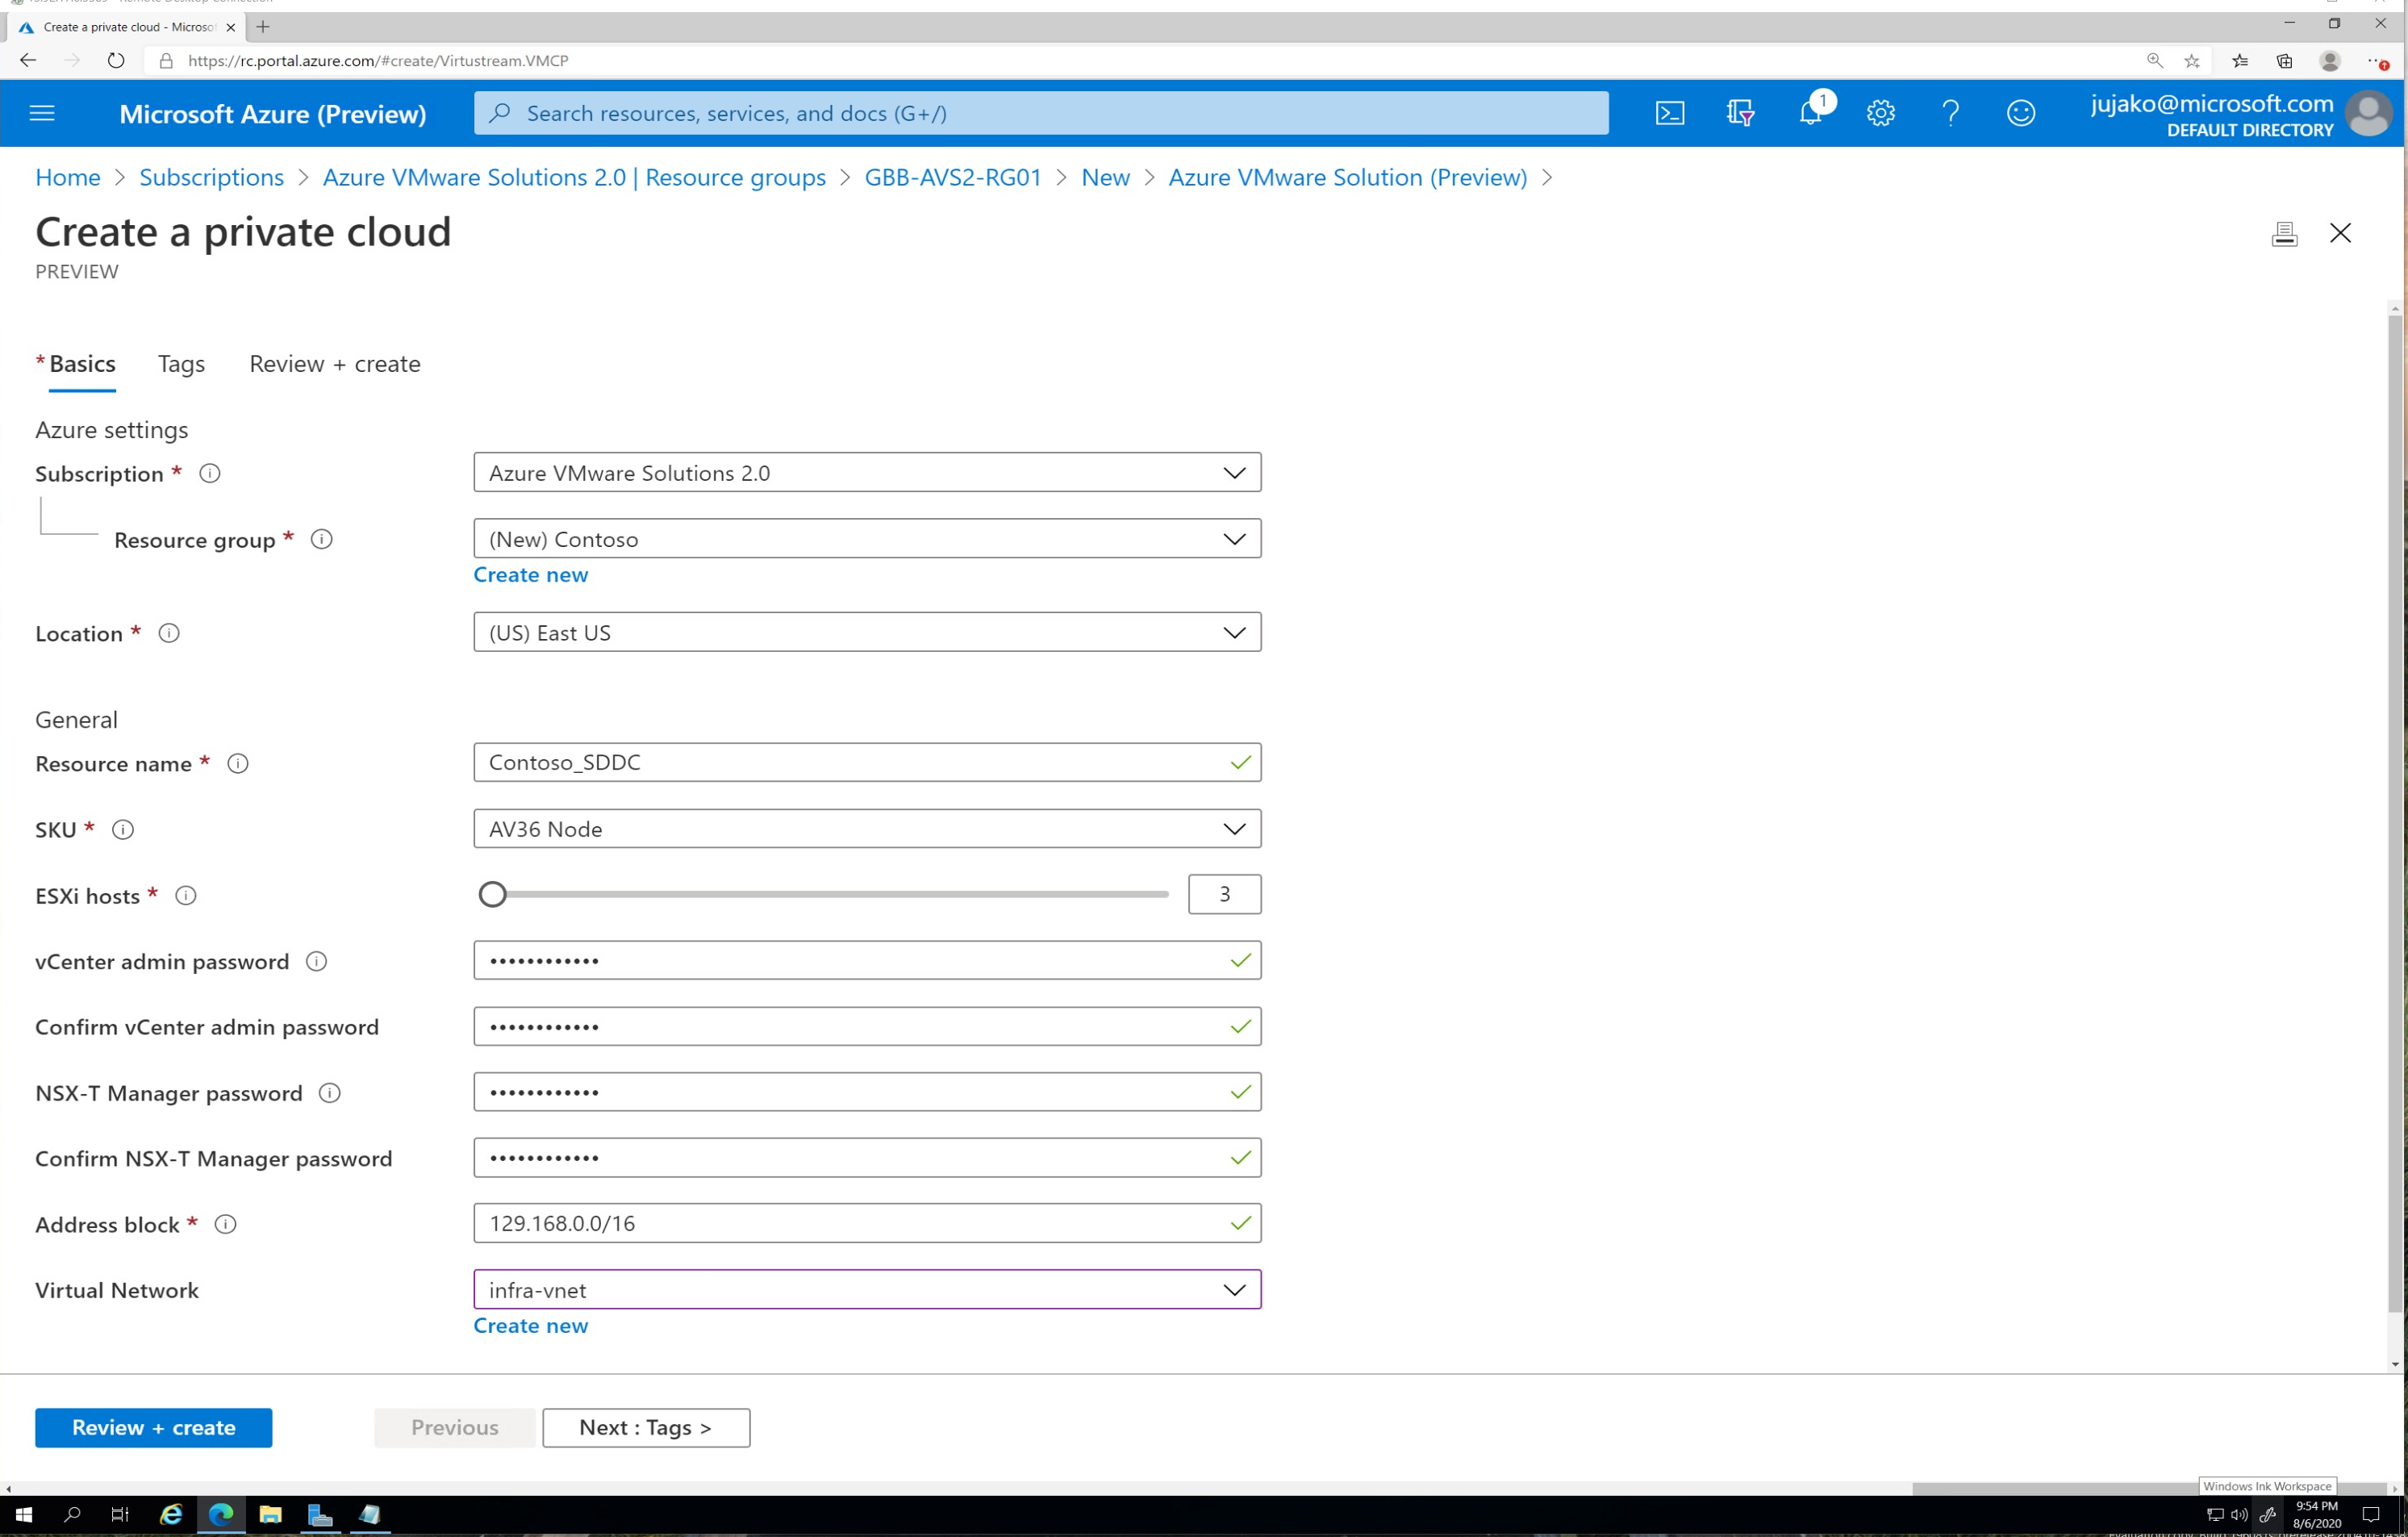 Create a private cloud - Microsof
https://rc.portal.azure.com/#create/Virtustream.VMCP
Microsoft Azure (Preview)
Search resources, services, and docs (G+/)
1
jujako@microsoft.com
DEFAULT DIRECTORY
Home > Subscriptions > Azure VMware Solutions 2.0 | Resource groups > GBB-AVS2-RG01 > New > Azure VMware Solution (Preview) >
Create a private cloud
PREVIEW
* Basics Tags Review + create
Azure settings
Subscription * Azure VMware Solutions 2.0
Resource group * (New) Contoso
Create new
Location * (US) East US
General
Resource name * Contoso_SDDC
SKU * AV36 Node
ESXi hosts * 3
vCenter admin password ••••••••••••
Confirm vCenter admin password ••••••••••••
NSX-T Manager password ••••••••••••
Confirm NSX-T Manager password ••••••••••••
Address block * 129.168.0.0/16
Virtual Network infra-vnet
Create new
Review + create Previous Next : Tags >
Windows Ink Workspace
9:54 PM
8/6/2020